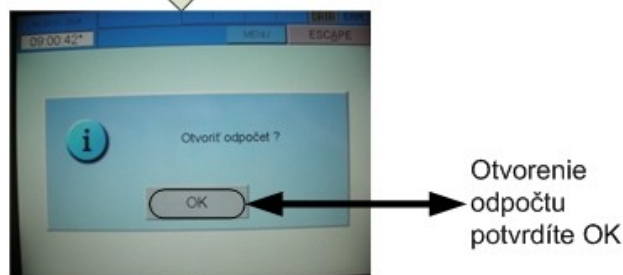 09:00:42*
MENU
ESCAPE
Otvoriť odpočet ?
OK
Otvorenie
odpočtu
potvrdíte OK